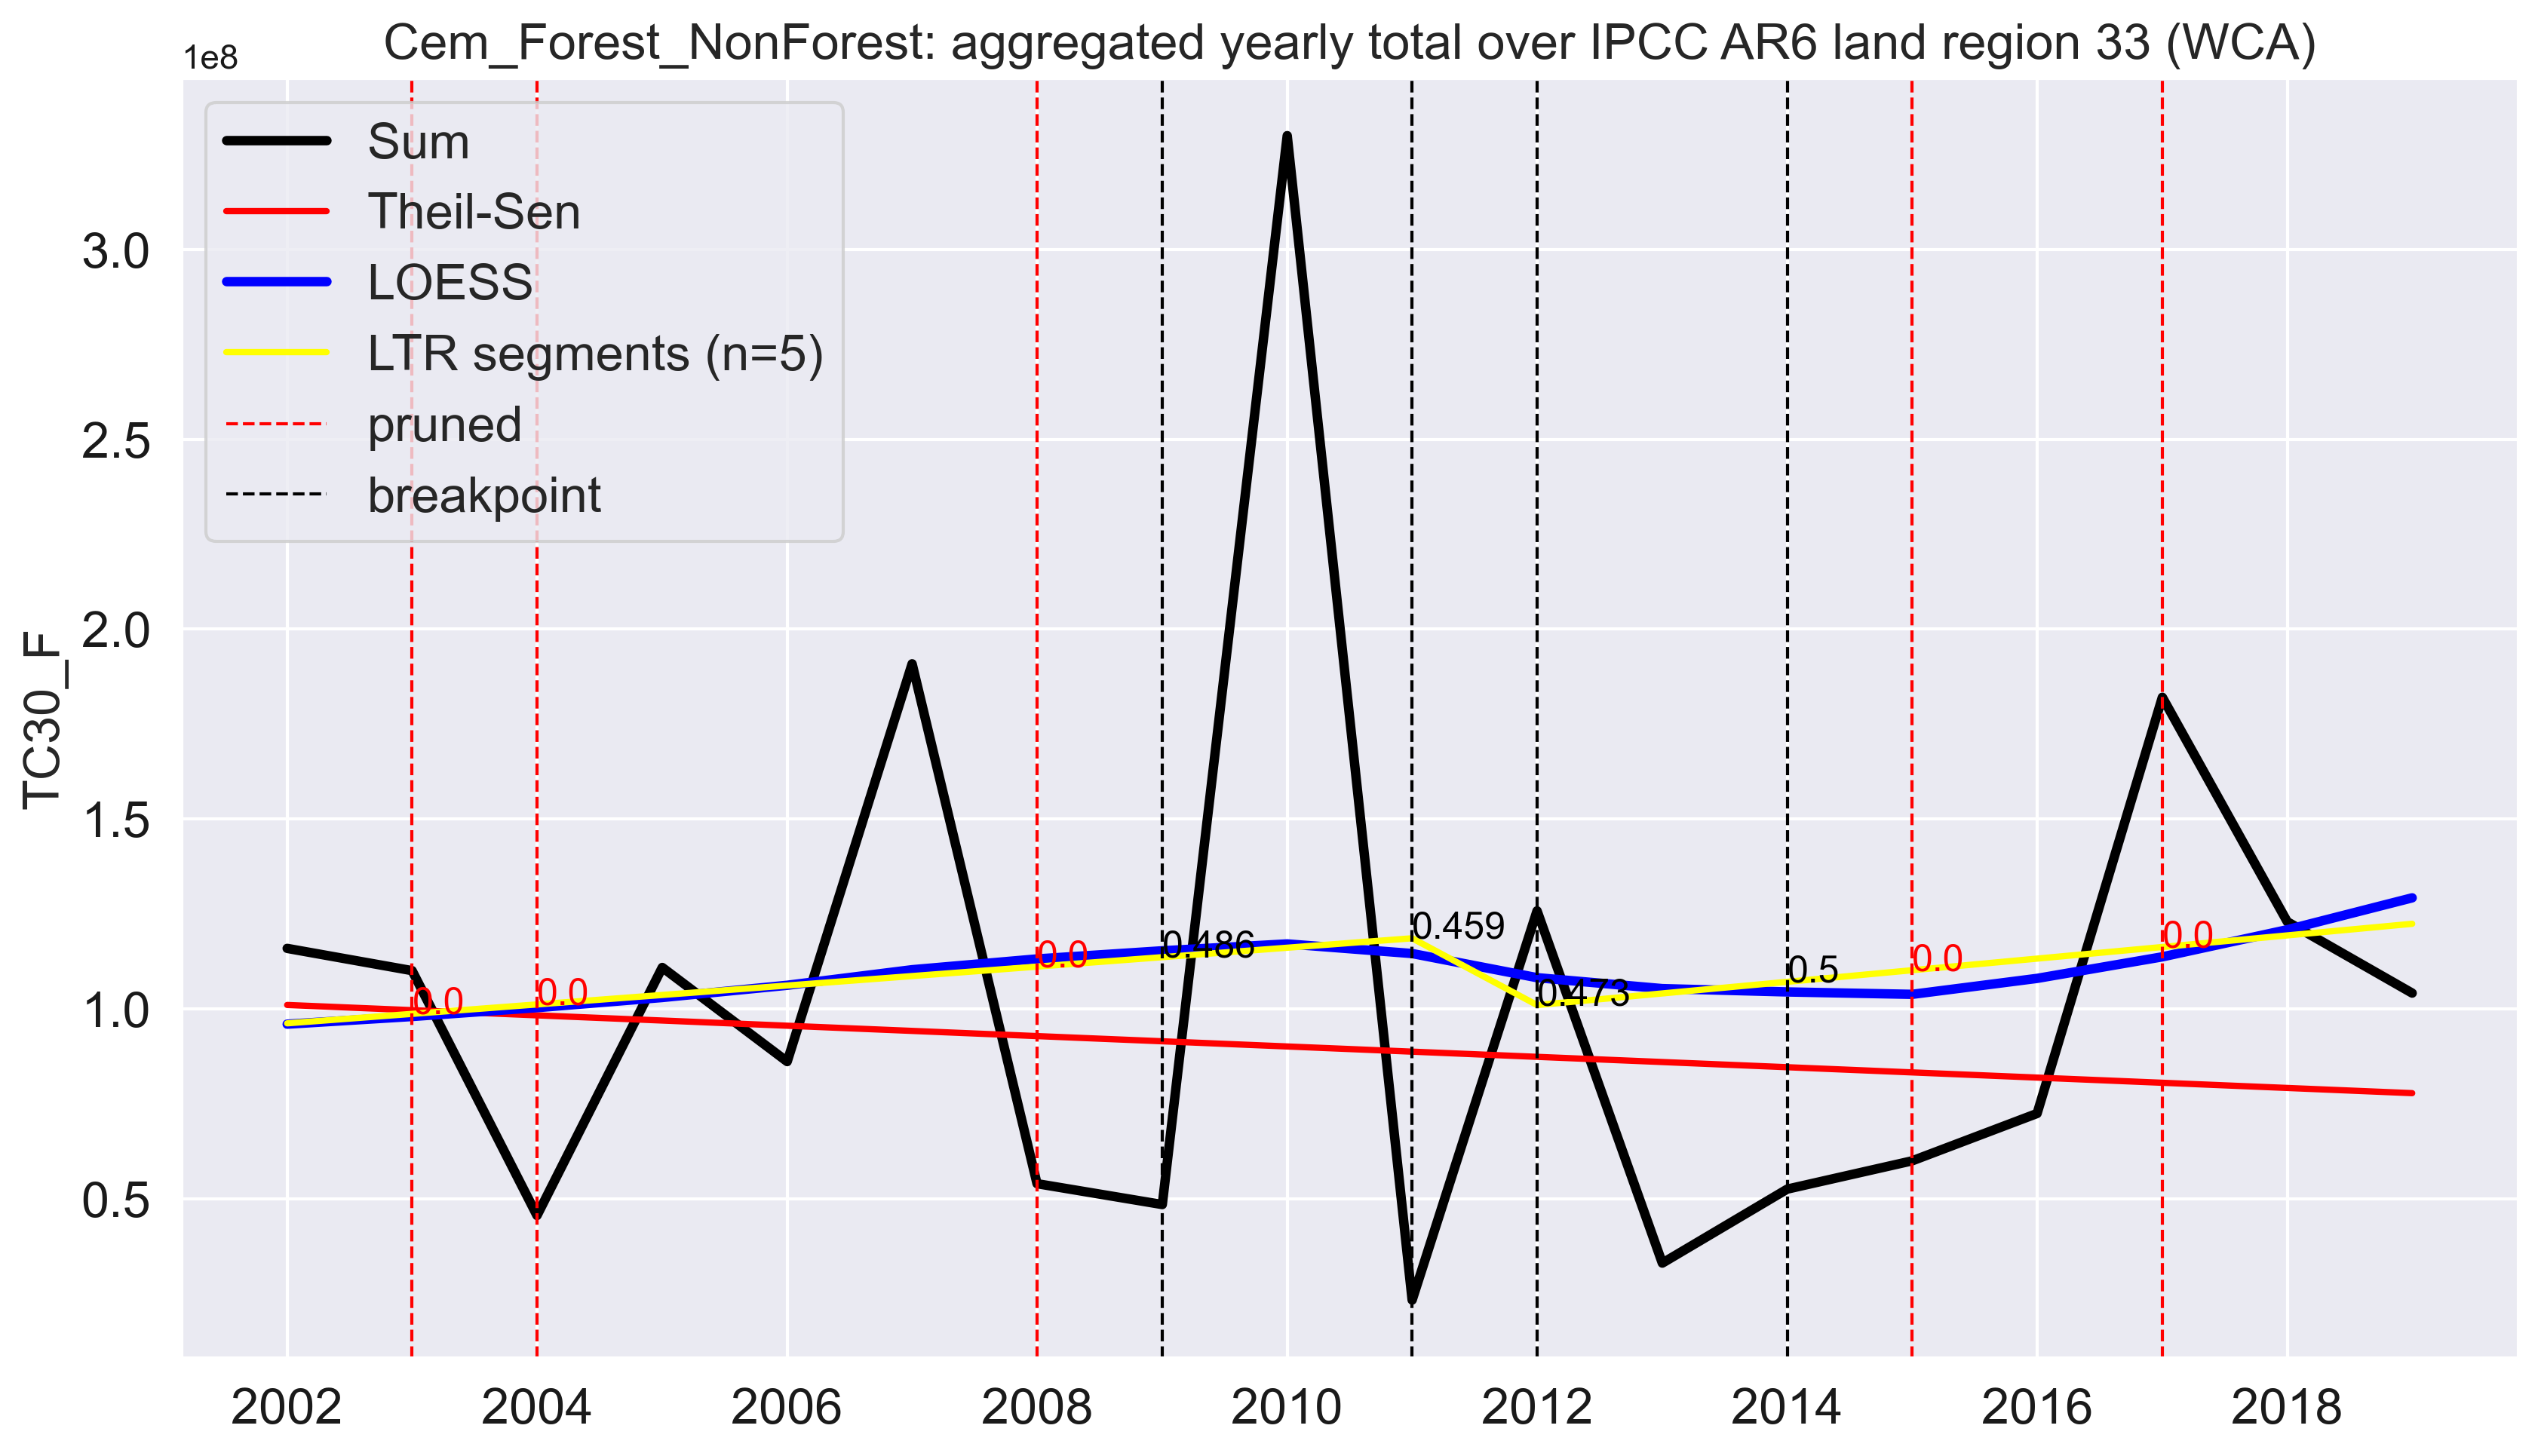 Cem_Forest_NonForest: aggregated yearly total over IPCC AR6 land region 33 (WCA)
1e8
Sum
Theil-Sen
LOESS
LTR segments (n=5)
pruned
breakpoint
TC30_F
3.0
2.5
2.0
1.5
1.0
0.5
0.0
0.0
0.0
0.486
0.459
0.473
0.5
0.0
0.0
2002
2004
2006
2008
2010
2012
2014
2016
2018